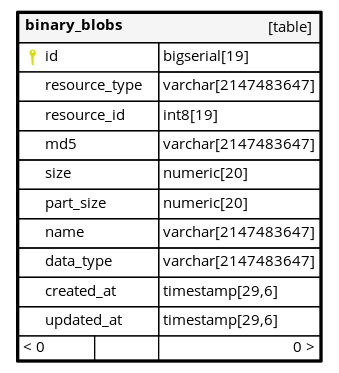 binary_blobs [table]
id bigserial[19]
resource_type varchar[2147483647]
resource_id int8[19]
md5 varchar[2147483647]
size numeric[20]
part_size numeric[20]
name varchar[2147483647]
data_type varchar[2147483647]
created_at timestamp[29,6]
updated_at timestamp[29,6]
< 0 0 >